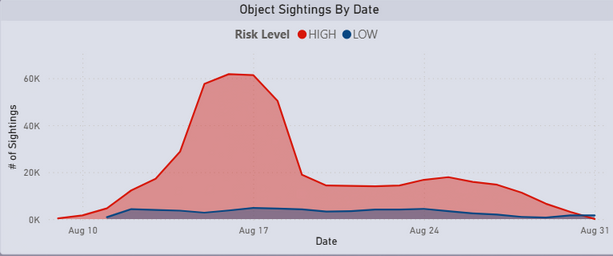 Object Sightings By Date
Risk Level HIGH LOW
# of Sightings
60K
40K
20K
0K
Aug 10 Aug 17 Aug 24 Aug 31
Date